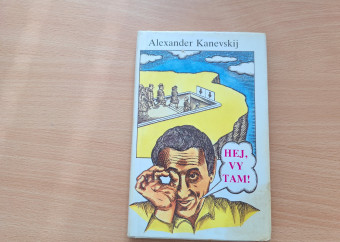 Alexander Kanevskij
HEJ,
VY
TAM!